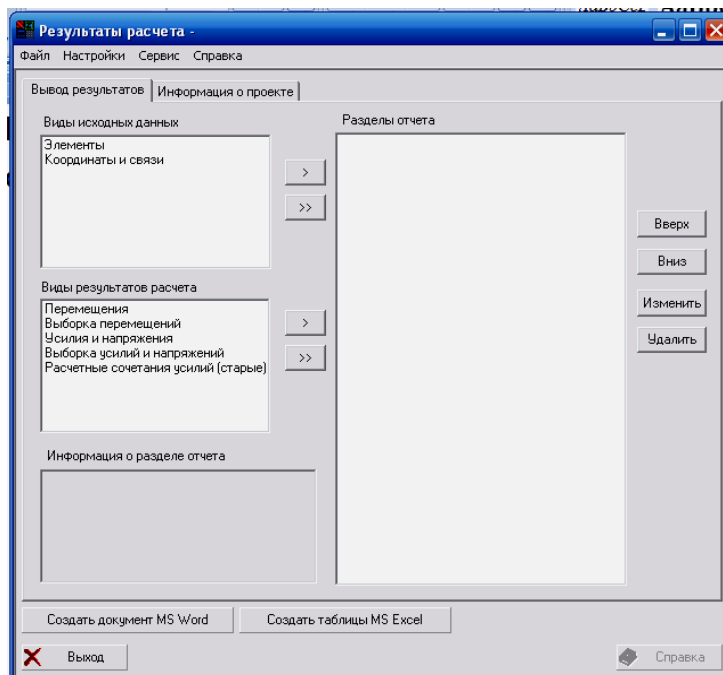 Результаты расчета -
Файл Настройки Сервис Справка
Вывод результатов Информация о проекте
Виды исходных данных
Элементы
Координаты и связи
>
>>
Виды результатов расчета
Перемещения
Выборка перемещений
Усилия и напряжения
Выборка усилий и напряжений
Расчетные сочетания усилий (старые)
>
>>
Информация о разделе отчета
Разделы отчета
Вверх
Вниз
Изменить
Удалить
Создать документ MS Word Создать таблицы MS Excel
Выход Справка